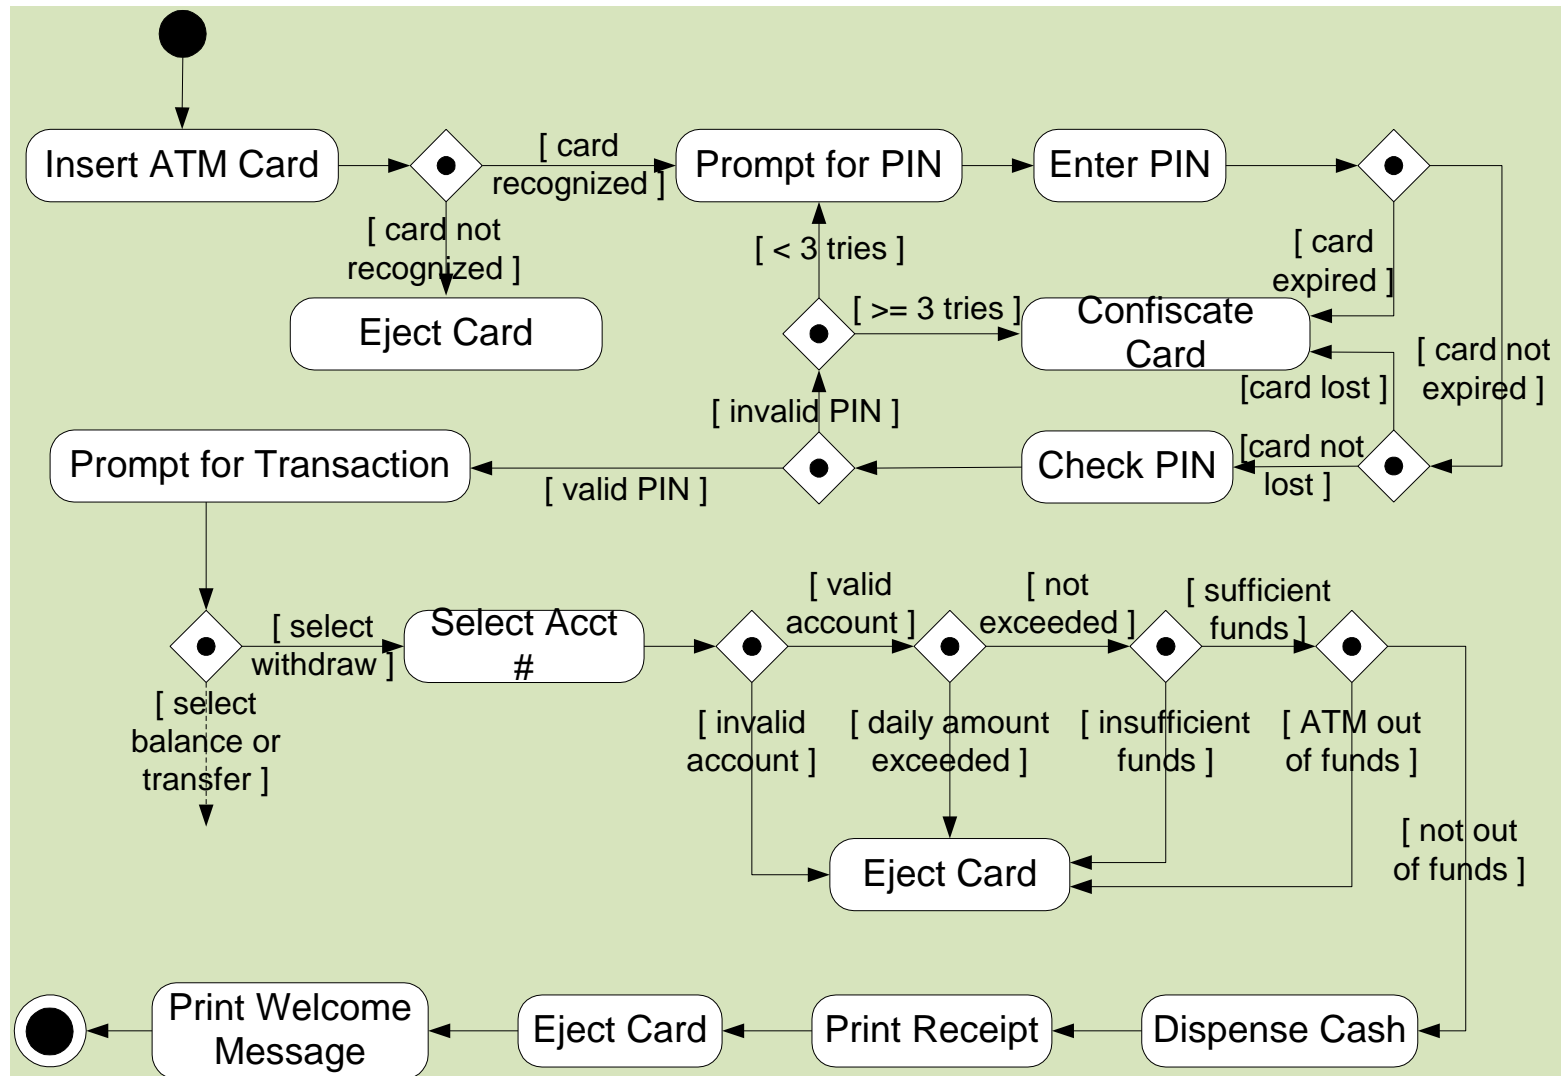 Insert ATM Card
[ card
recognized ]
Prompt for PIN
Enter PIN
[ card not
recognized ]
[ < 3 tries ]
[ card
expired ]
Eject Card
[ >= 3 tries ]
Confiscate
Card
[ card not
expired ]
[card lost ]
[ invalid PIN ]
Prompt for Transaction
[ valid PIN ]
Check PIN
[card not
lost ]
[ select
withdraw ]
Select Acct
#
[ valid
account ]
[ not
exceeded ]
[ sufficient
funds ]
[ select
balance or
transfer ]
[ invalid
account ]
[ daily amount
exceeded ]
[ insufficient
funds ]
[ ATM out
of funds ]
[ not out
of funds ]
Eject Card
Print Welcome
Message
Eject Card
Print Receipt
Dispense Cash